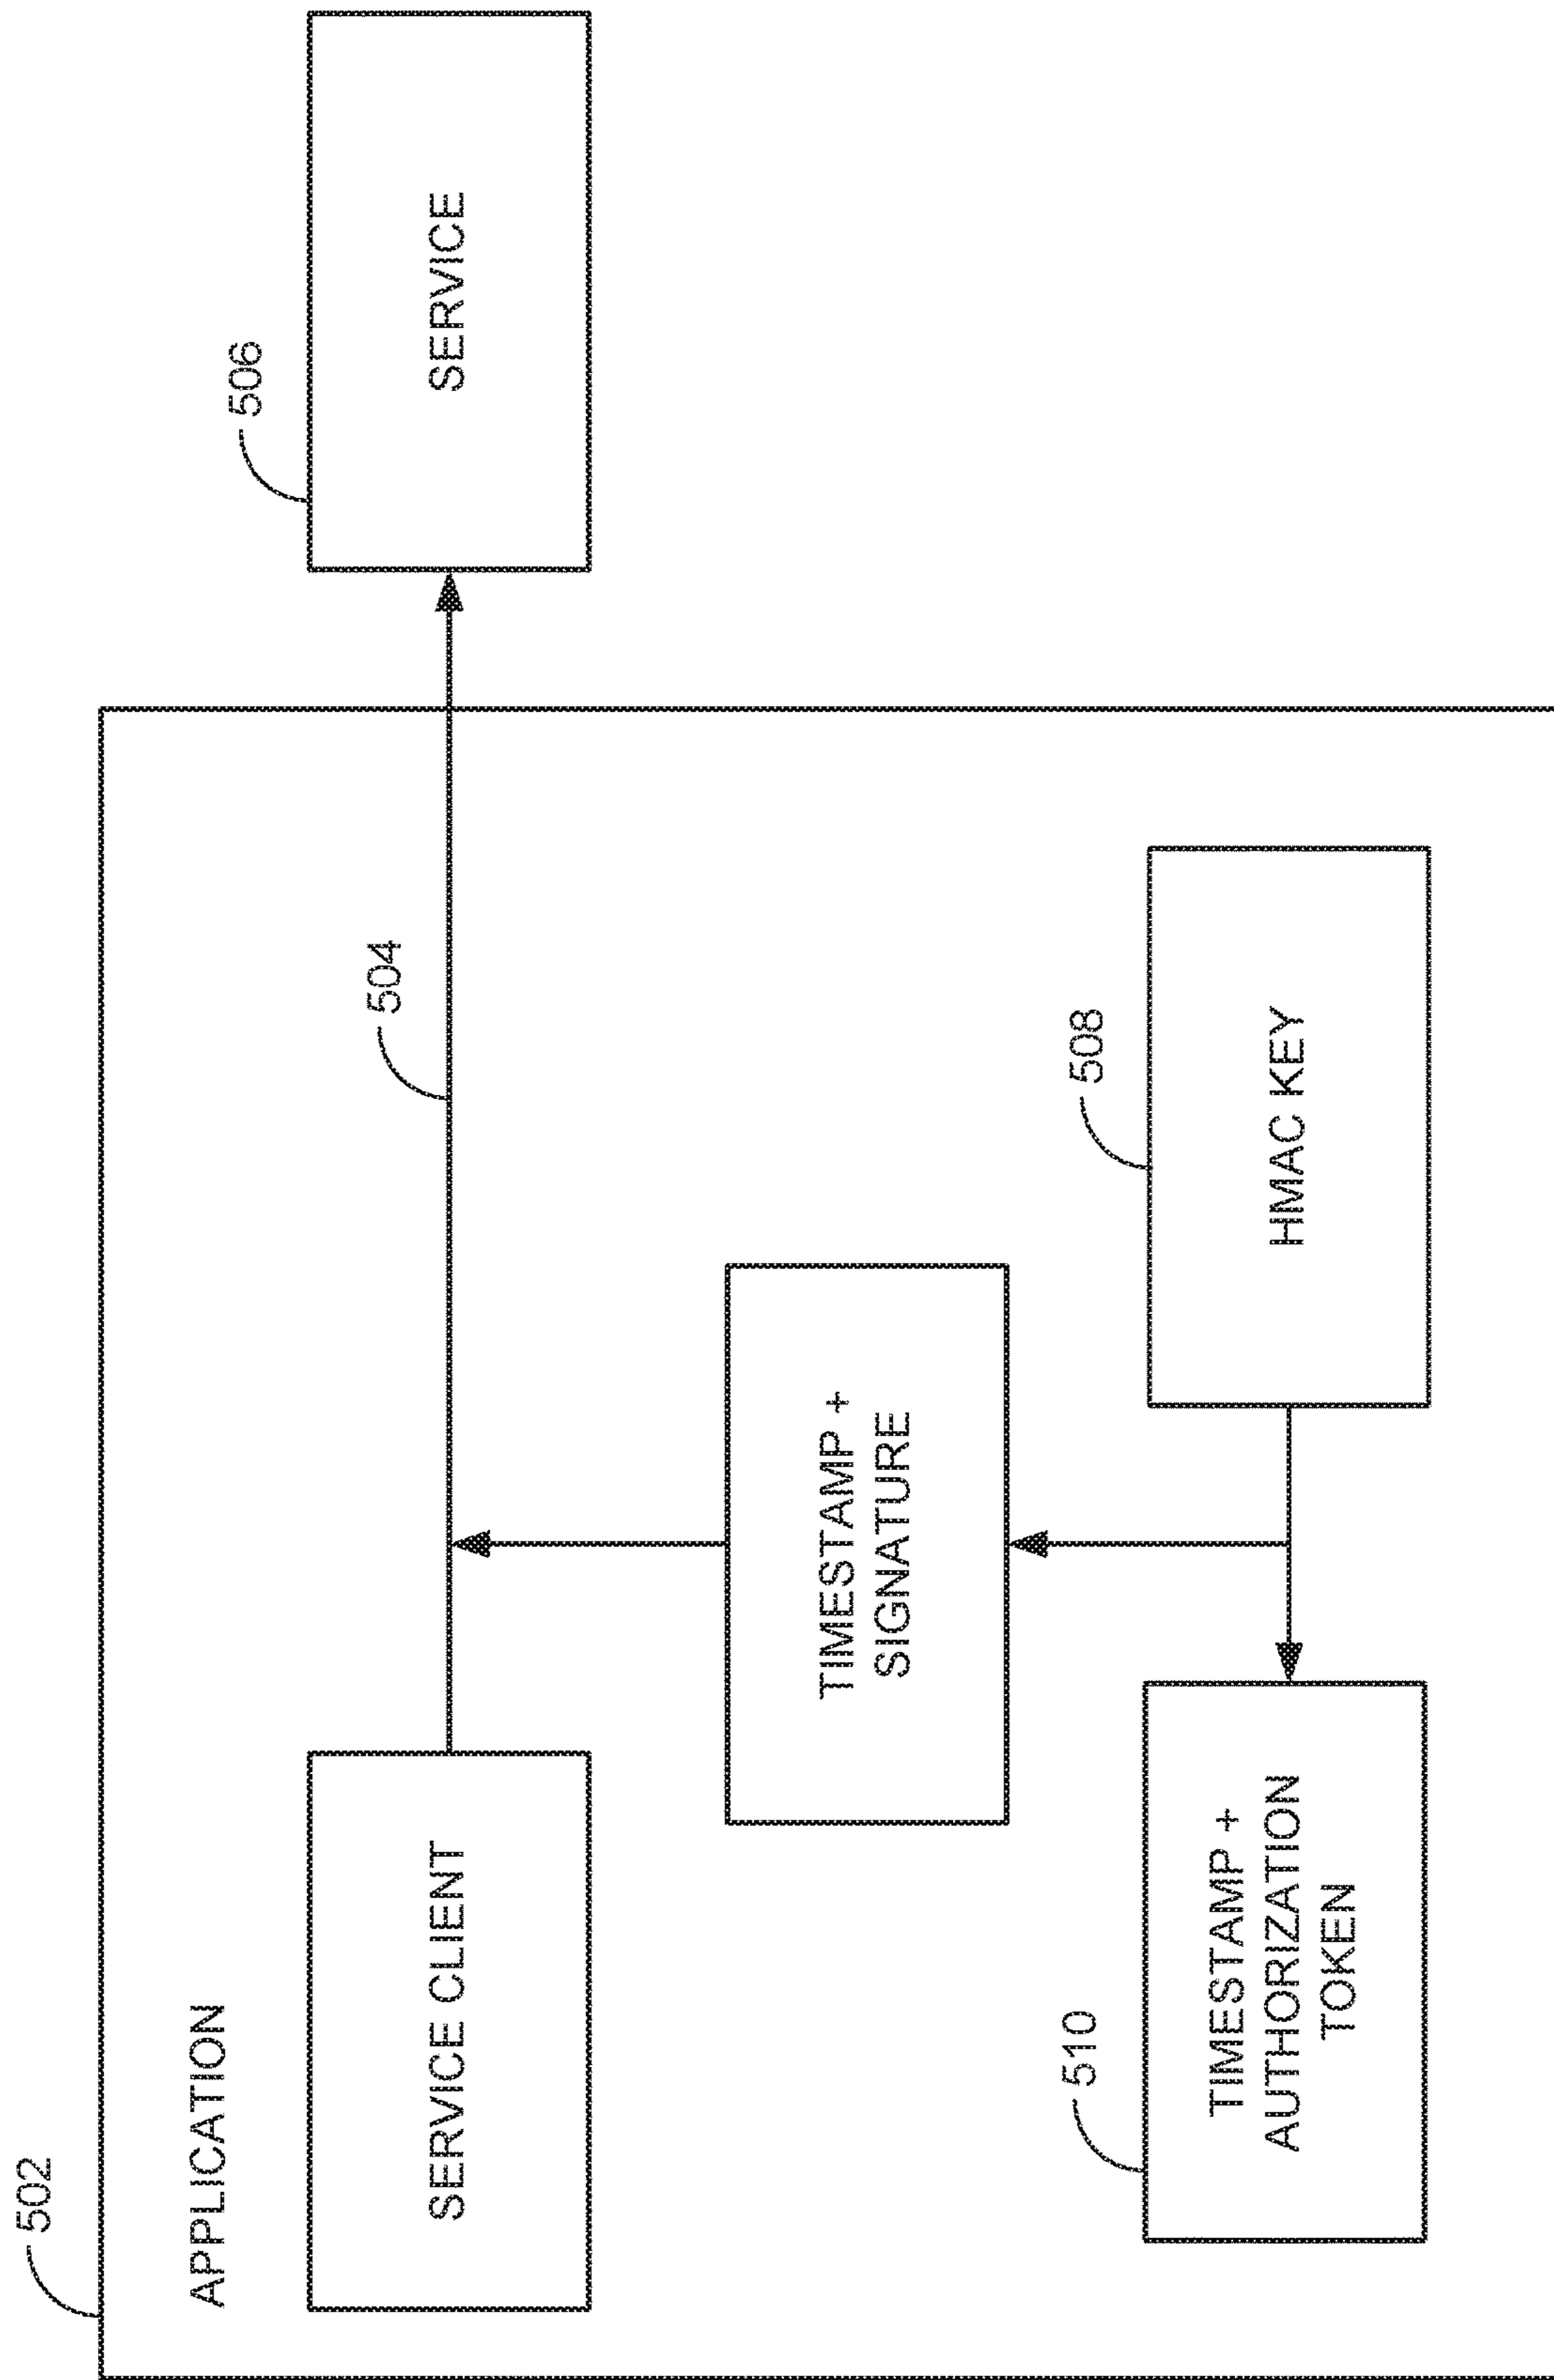 502
APPLICATION
SERVICE CLIENT
504
506
SERVICE
TIMESTAMP +
SIGNATURE
510
TIMESTAMP +
AUTHORIZATION
TOKEN
508
HMAC KEY